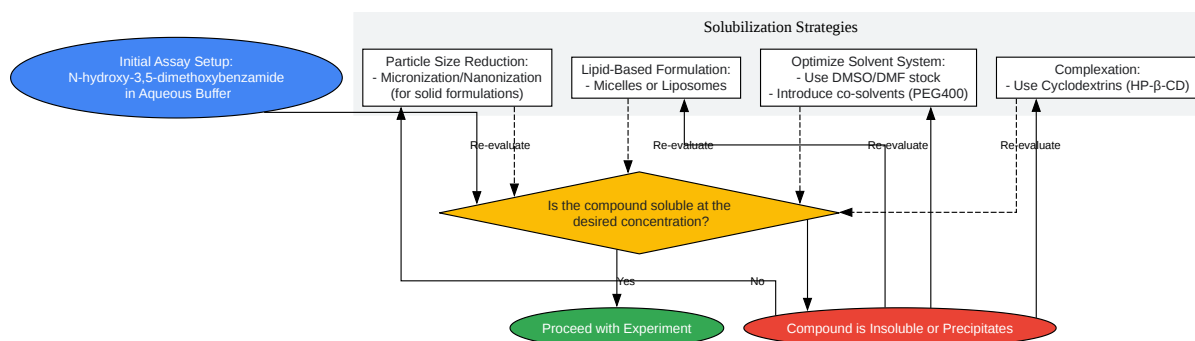 Solubilization Strategies
Initial Assay Setup:
N-hydroxy-3,5-dimethoxybenzamide
in Aqueous Buffer
Particle Size Reduction:
- Micronization/Nanonization
(for solid formulations)
Lipid-Based Formulation:
- Micelles or Liposomes
Optimize Solvent System:
- Use DMSO/DMF stock
- Introduce co-solvents (PEG400)
Complexation:
- Use Cyclodextrins (HP-β-CD)
Re-evaluate
Re-evaluate
Re-evaluate
Re-evaluate
Is the compound soluble at the
desired concentration?
Yes
No
Proceed with Experiment
Compound is Insoluble or Precipitates